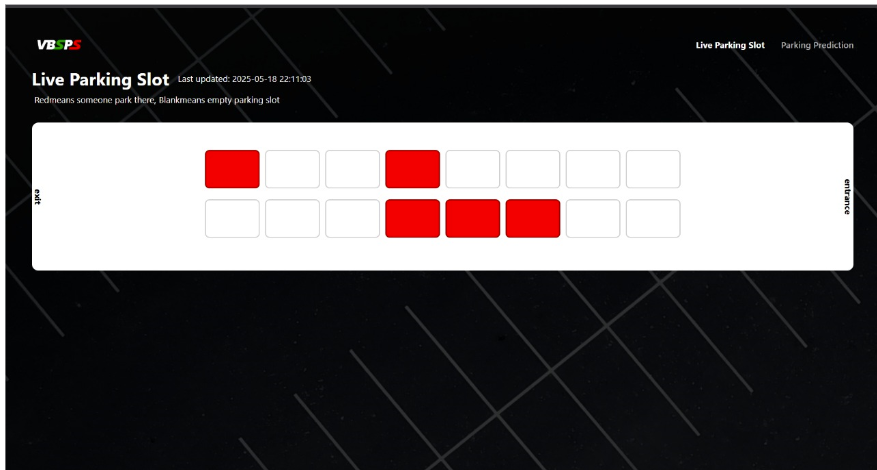 VBSPS
Live Parking Slot
Parking Prediction
Live Parking Slot
Last updated: 2025-05-18 22:11:03
Redmeans someone park there, Blankmeans empty parking slot
exit
entrance